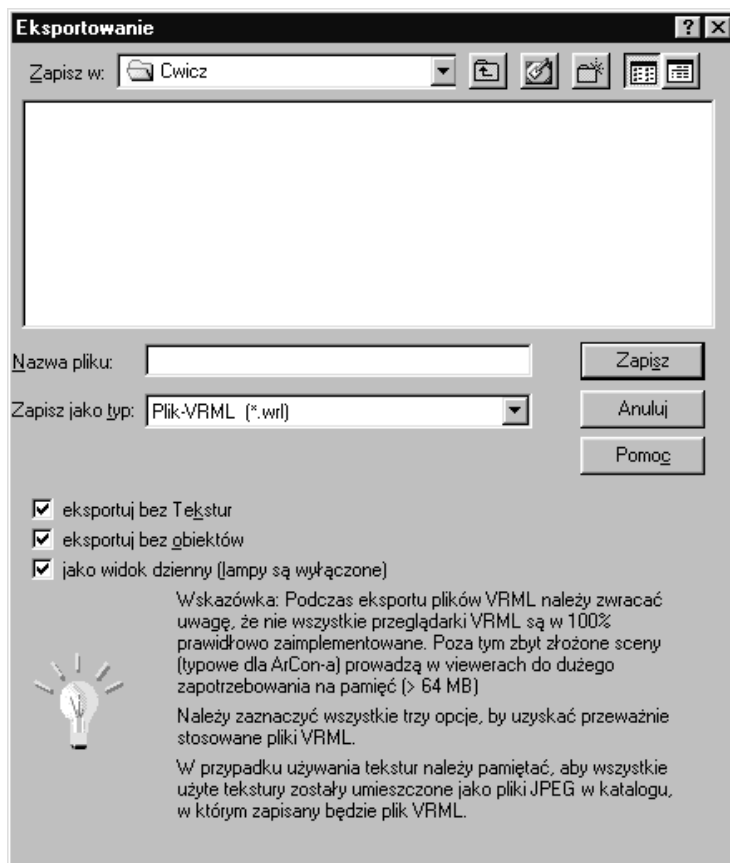 Eksportowanie
Zapisz w: Cwicz
Nazwa pliku:
Zapisz
Zapisz jako typ: Plik-VRML (*.wrl)
Anuluj
Pomoc
eksportuj bez Tekstur
eksportuj bez obiektów
jako widok dzienny (lampy są wyłączone)
Wskazówka: Podczas eksportu plików VRML należy zwracać
uwagę, że nie wszystkie przeglądarki VRML są w 100%
prawidłowo zaimplementowane. Poza tym zbyt złożone sceny
(typowe dla ArCon-a) prowadzą w viewerach do dużego
zapotrzebowania na pamięć (> 64 MB)
Należy zaznaczyć wszystkie trzy opcje, by uzyskać przeważnie
stosowane pliki VRML.
W przypadku używania tekstur należy pamiętać, aby wszystkie
użyte tekstury zostały umieszczone jako pliki JPEG w katalogu,
w którym zapisany będzie plik VRML.